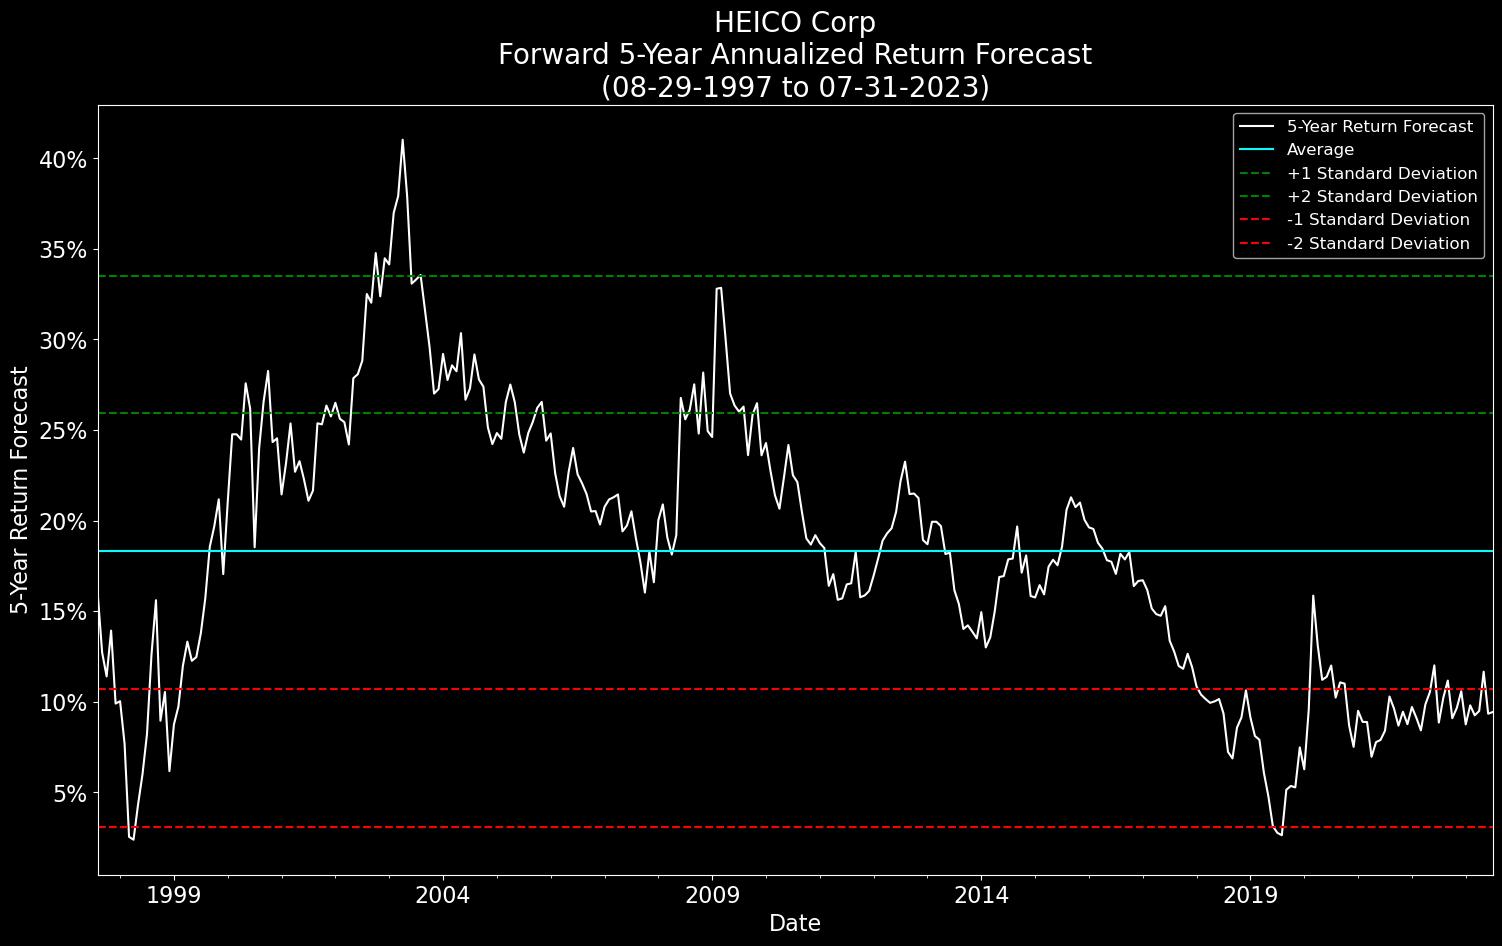 HEICO Corp
Forward 5-Year Annualized Return Forecast
(08-29-1997 to 07-31-2023)
5-Year Return Forecast
Average
+1 Standard Deviation
+2 Standard Deviation
-1 Standard Deviation
-2 Standard Deviation
40%
35%
30%
25%
20%
15%
10%
5%
5-Year Return Forecast
1999
2004
2009
2014
2019
Date